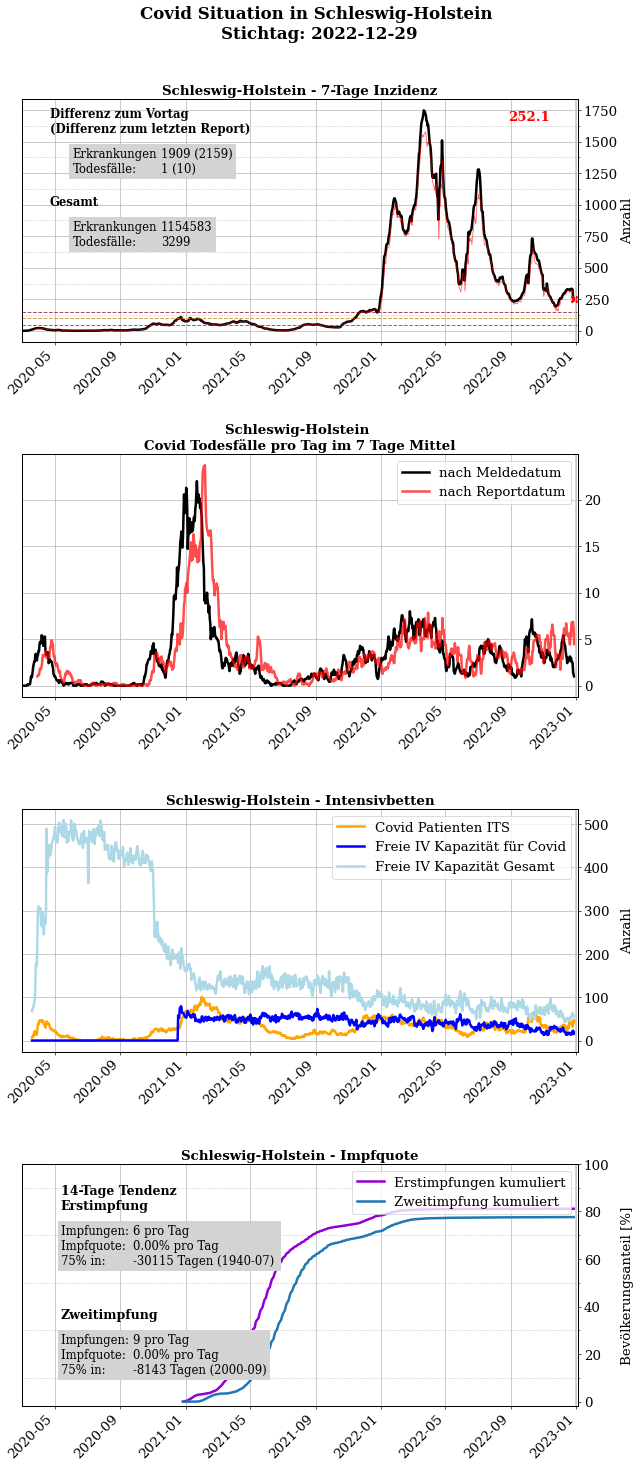 Covid Situation in Schleswig-Holstein
Stichtag: 2022-12-29
Schleswig-Holstein - 7-Tage Inzidenz
Differenz zum Vortag
(Differenz zum letzten Report)
Erkrankungen 1909 (2159)
Todesfälle: 1 (10)
Gesamt
Erkrankungen 1154583
Todesfälle: 3299
252.1
1750
1500
1250
1000
750
500
250
0
Anzahl
2020-05 2020-09 2021-01 2021-05 2021-09 2022-01 2022-05 2022-09 2023-01
Schleswig-Holstein
Covid Todesfälle pro Tag im 7 Tage Mittel
nach Meldedatum
nach Reportdatum
20
15
10
5
0
2020-05 2020-09 2021-01 2021-05 2021-09 2022-01 2022-05 2022-09 2023-01
Schleswig-Holstein - Intensivbetten
Covid Patienten ITS
Freie IV Kapazität für Covid
Freie IV Kapazität Gesamt
500
400
300
200
100
0
Anzahl
2020-05 2020-09 2021-01 2021-05 2021-09 2022-01 2022-05 2022-09 2023-01
Schleswig-Holstein - Impfquote
14-Tage Tendenz
Erstimpfung
Impfungen: 6 pro Tag
Impfquote: 0.00% pro Tag
75% in: -30115 Tagen (1940-07)
Zweitimpfung
Impfungen: 9 pro Tag
Impfquote: 0.00% pro Tag
75% in: -8143 Tagen (2000-09)
Erstimpfungen kumuliert
Zweitimpfung kumuliert
100
80
60
40
20
0
Bevölkerungsanteil [%]
2020-05 2020-09 2021-01 2021-05 2021-09 2022-01 2022-05 2022-09 2023-01